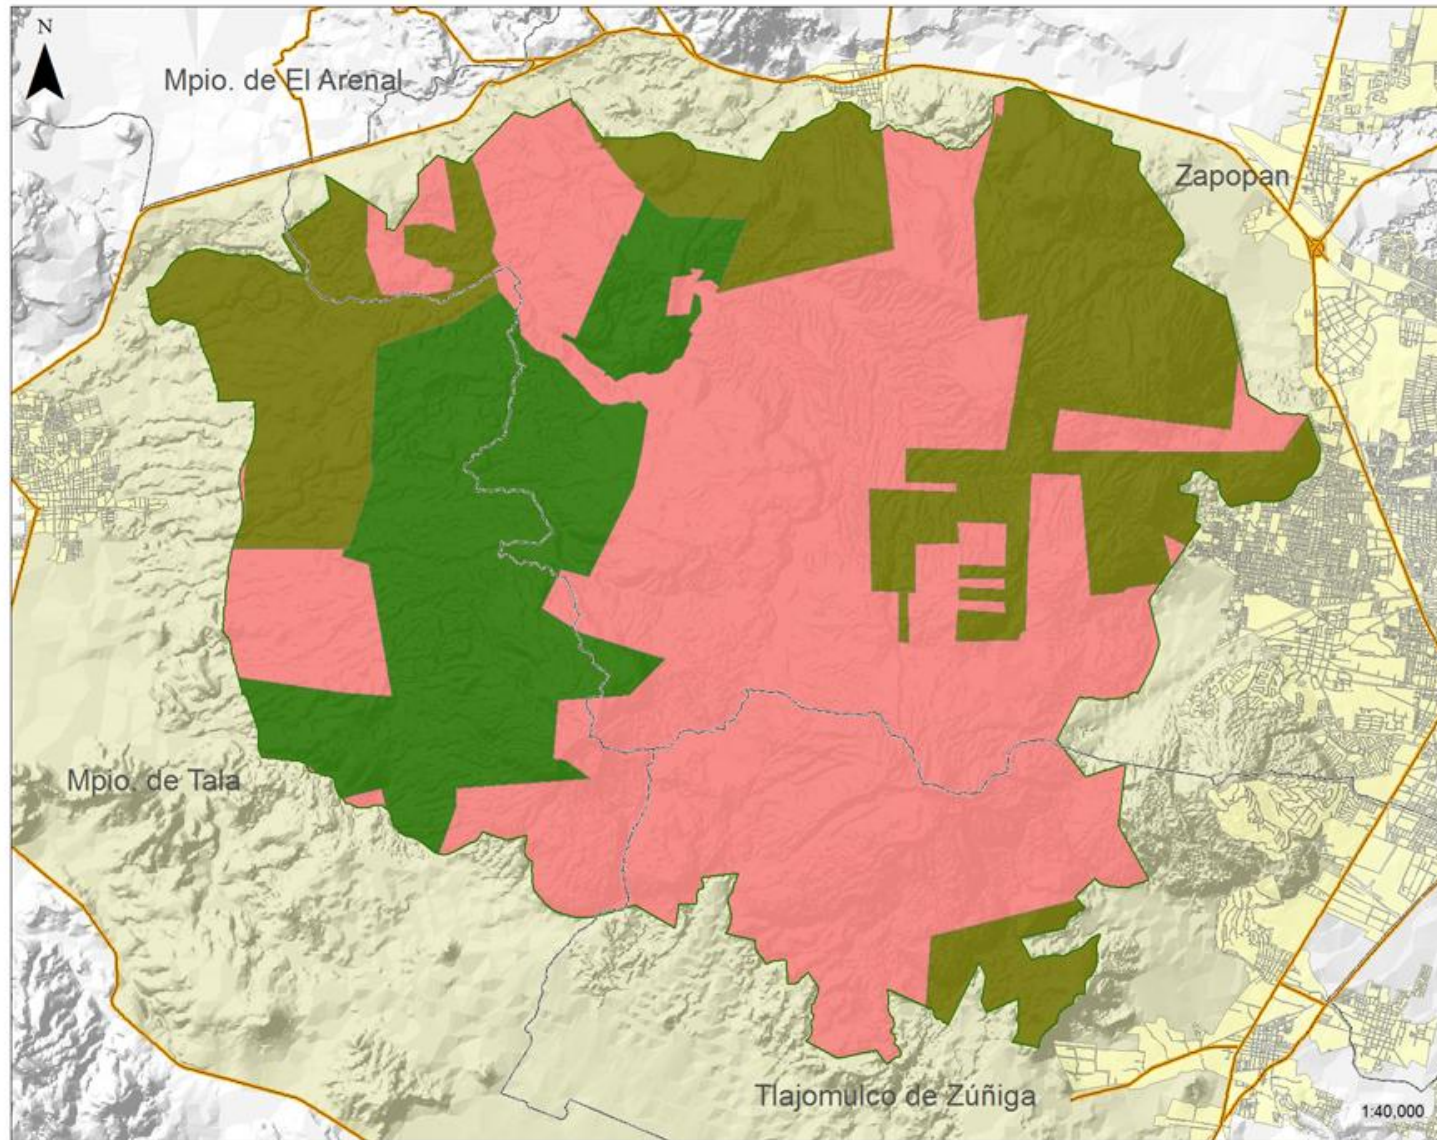 N
Mpio. de El Arenal
Zapopan
Mpio. de Tala
Tlajomulco de Zúñiga
1:40,000